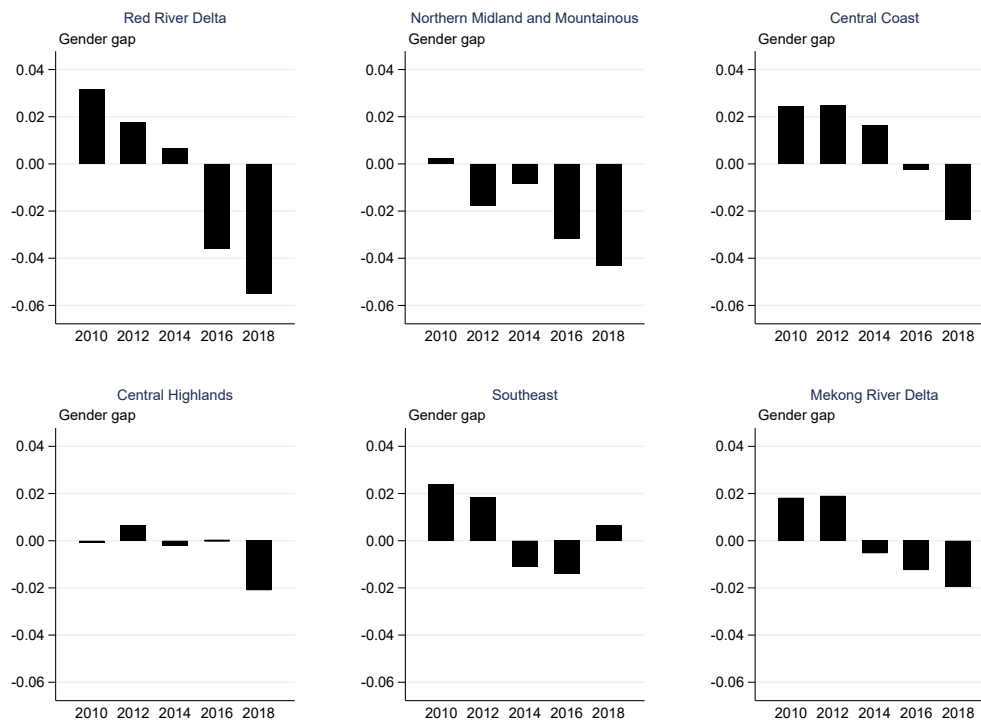 Red River Delta
Gender gap
0.04
0.02
0.00
-0.02
-0.04
-0.06
2010 2012 2014 2016 2018
Northern Midland and Mountainous
Gender gap
0.04
0.02
0.00
-0.02
-0.04
-0.06
2010 2012 2014 2016 2018
Central Coast
Gender gap
0.04
0.02
0.00
-0.02
-0.04
-0.06
2010 2012 2014 2016 2018
Central Highlands
Gender gap
0.04
0.02
0.00
-0.02
-0.04
-0.06
2010 2012 2014 2016 2018
Southeast
Gender gap
0.04
0.02
0.00
-0.02
-0.04
-0.06
2010 2012 2014 2016 2018
Mekong River Delta
Gender gap
0.04
0.02
0.00
-0.02
-0.04
-0.06
2010 2012 2014 2016 2018